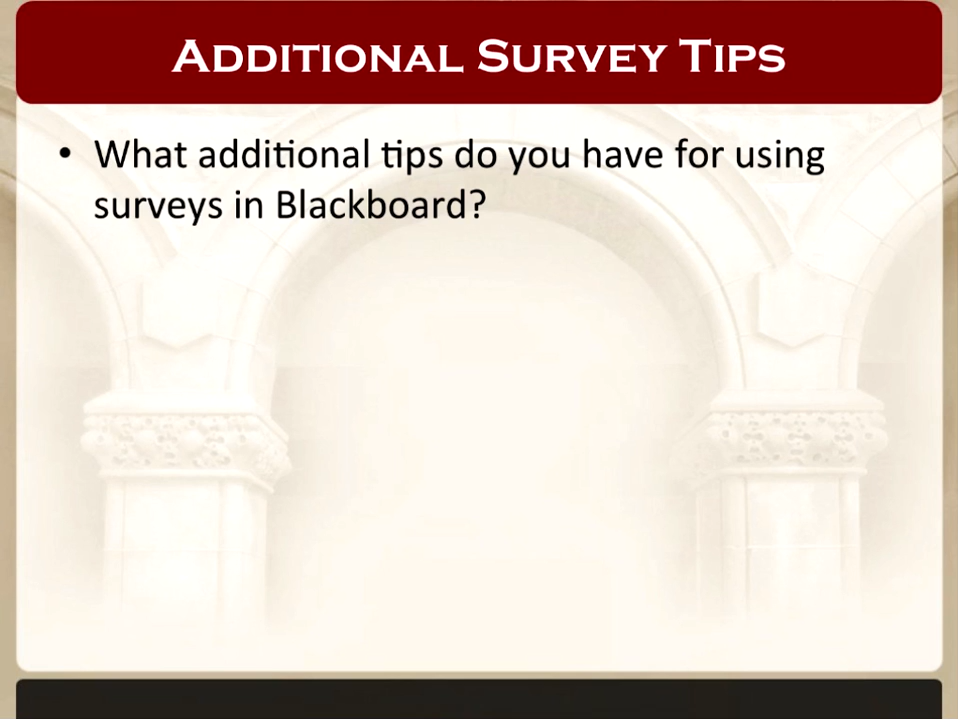 Additional Survey Tips
• What additional tips do you have for using
surveys in Blackboard?